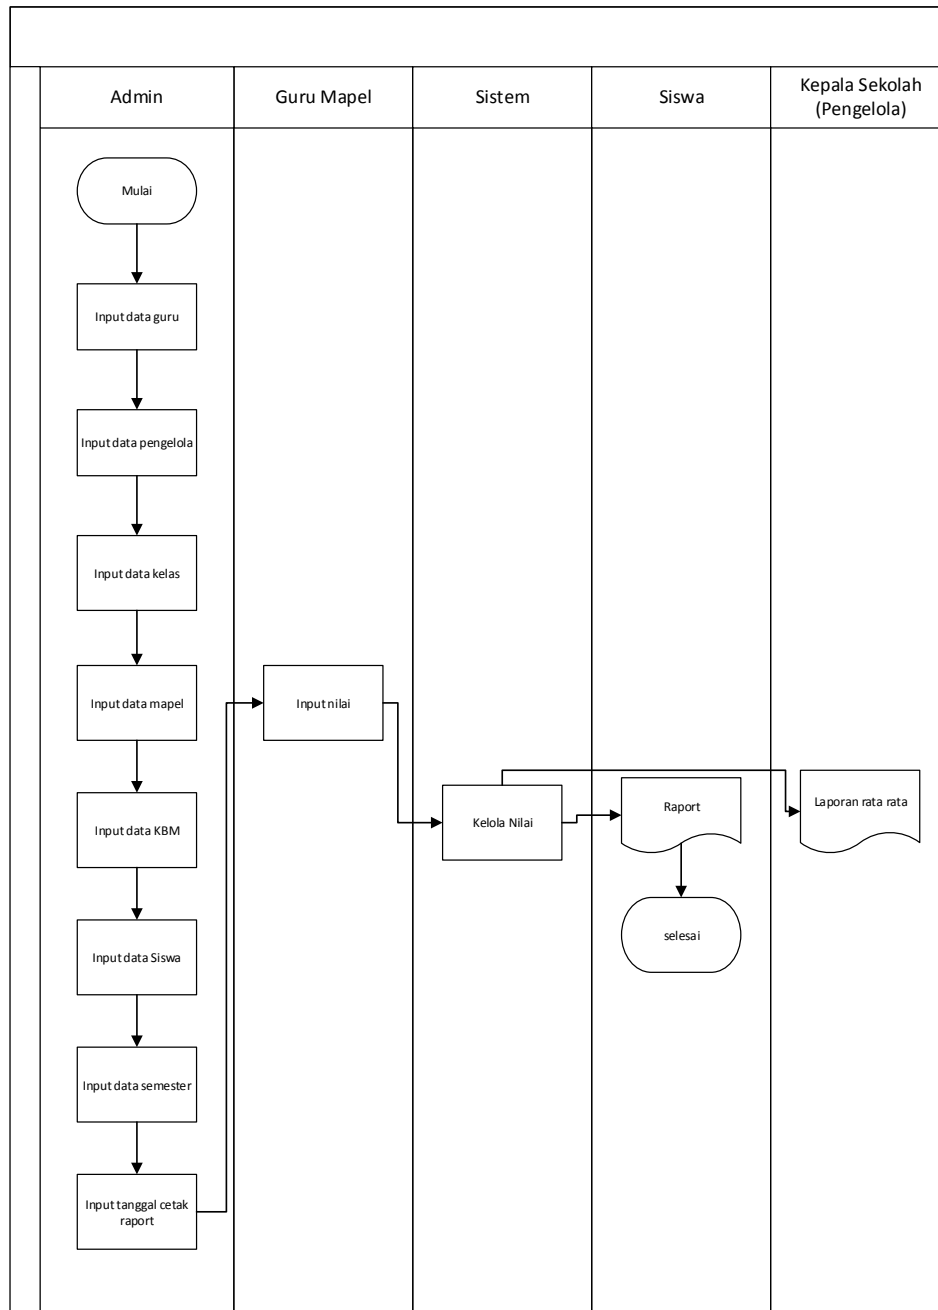 Admin
Guru Mapel
Sistem
Siswa
Kepala Sekolah
(Pengelola)
Mulai
Input data guru
Input data pengelola
Input data kelas
Input data mapel
Input nilai
Input data KBM
Kelola Nilai
Raport
Laporan rata rata
Input data Siswa
selesai
Input data semester
Input tanggal cetak
raport